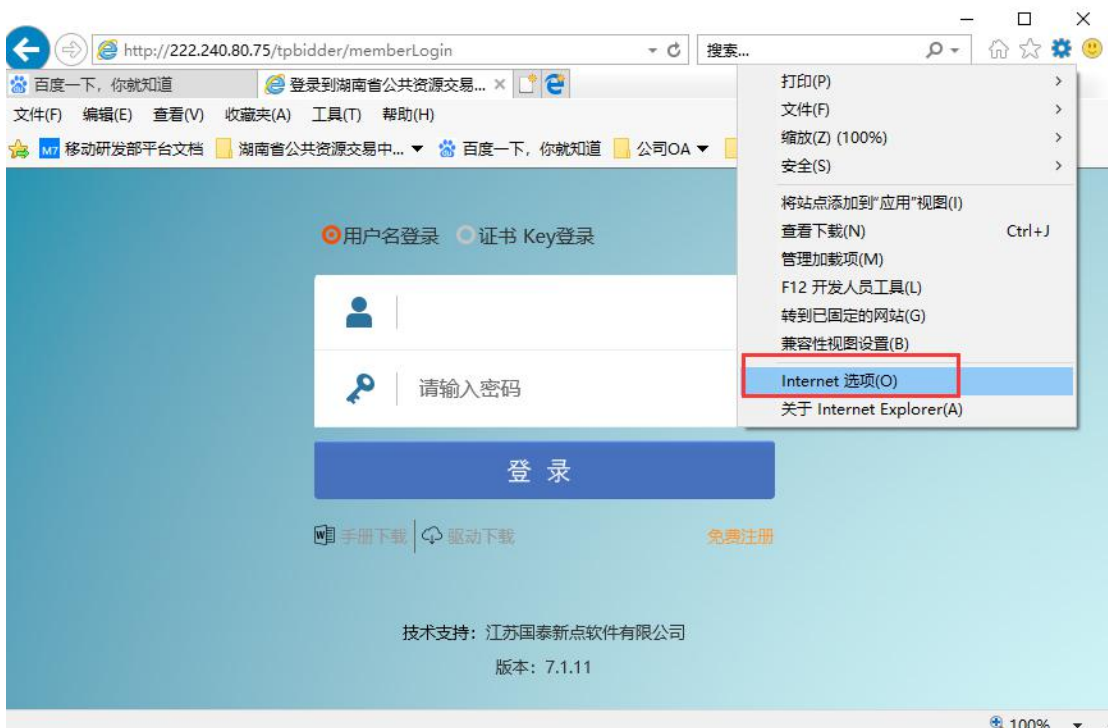 http://222.240.80.75/tpbidder/memberLogin
搜索...
百度一下，你就知道
登录到湖南省公共资源交易...
文件(F) 编辑(E) 查看(V) 收藏夹(A) 工具(T) 帮助(H)
M7 移动研发部平台文档 湖南省公共资源交易中... 百度一下，你就知道 公司OA
打印(P)
文件(F)
缩放(Z) (100%)
安全(S)
将站点添加到"应用"视图(I)
查看下载(N) Ctrl+J
管理加载项(M)
F12 开发人员工具(L)
转到已固定的网站(G)
兼容性视图设置(B)
Internet 选项(O)
关于 Internet Explorer(A)
用户名登录 证书 Key登录
请输入密码
登 录
手册下载 驱动下载 免费注册
技术支持：江苏国泰新点软件有限公司
版本：7.1.11
100%